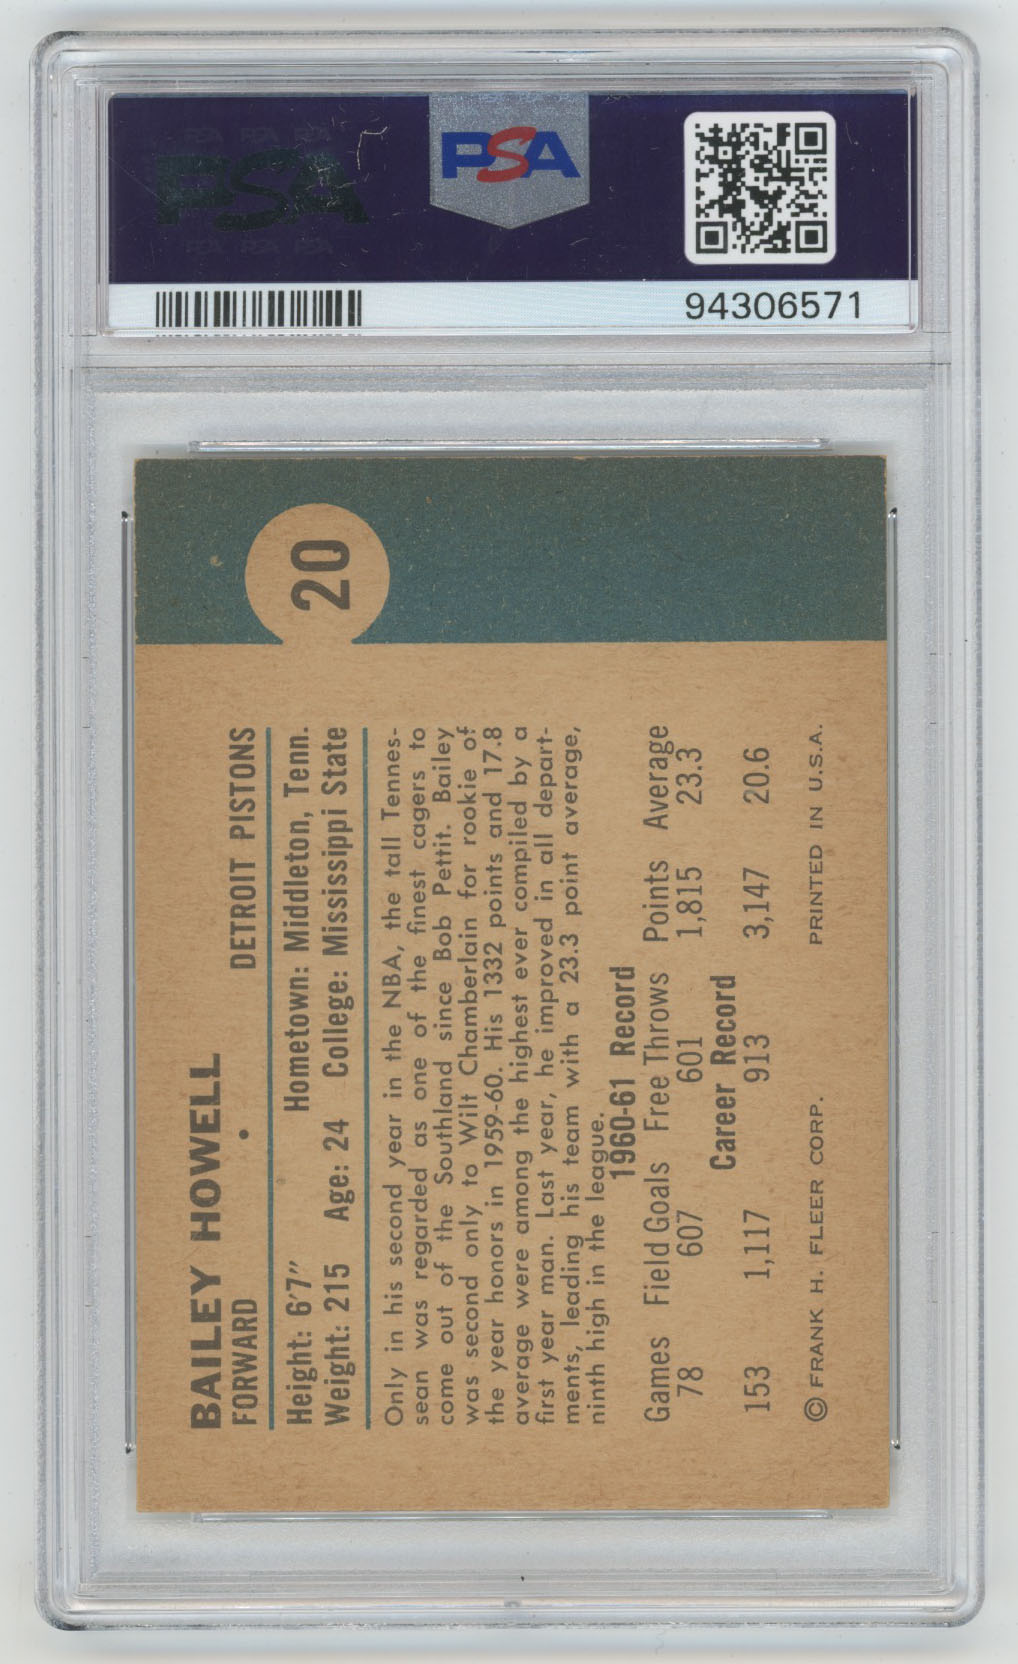 PSA
PSA
94306571
20
BAILEY HOWELL
FORWARD • DETROIT PISTONS
Height: 6'7" Hometown: Middleton, Tenn.
Weight: 215 Age: 24 College: Mississippi State
Only in his second year in the NBA, the tall Tennes-
sean was regarded as one of the finest cagers to
come out of the Southland since Bob Pettit. Bailey
was second only to Wilt Chamberlain for rookie of
the year honors in 1959-60. His 1332 points and 17.8
average were among the highest ever compiled by a
first year man. Last year, he improved in all depart-
ments, leading his team with a 23.3 point average,
ninth high in the league.
1960-61 Record
Games Field Goals Free Throws Points Average
78 607 601 1,815 23.3
Career Record
153 1,117 913 3,147 20.6
© FRANK H. FLEER CORP. PRINTED IN U.S.A.